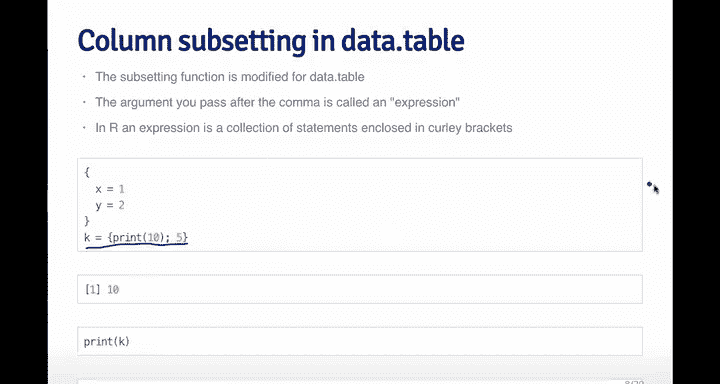 Column subsetting in data.table
· The subsetting function is modified for data.table
· The argument you pass after the comma is called an "expression"
· In R an expression is a collection of statements enclosed in curley brackets
{
x = 1
y = 2
}
k = {print(10); 5}
[1] 10
print(k)